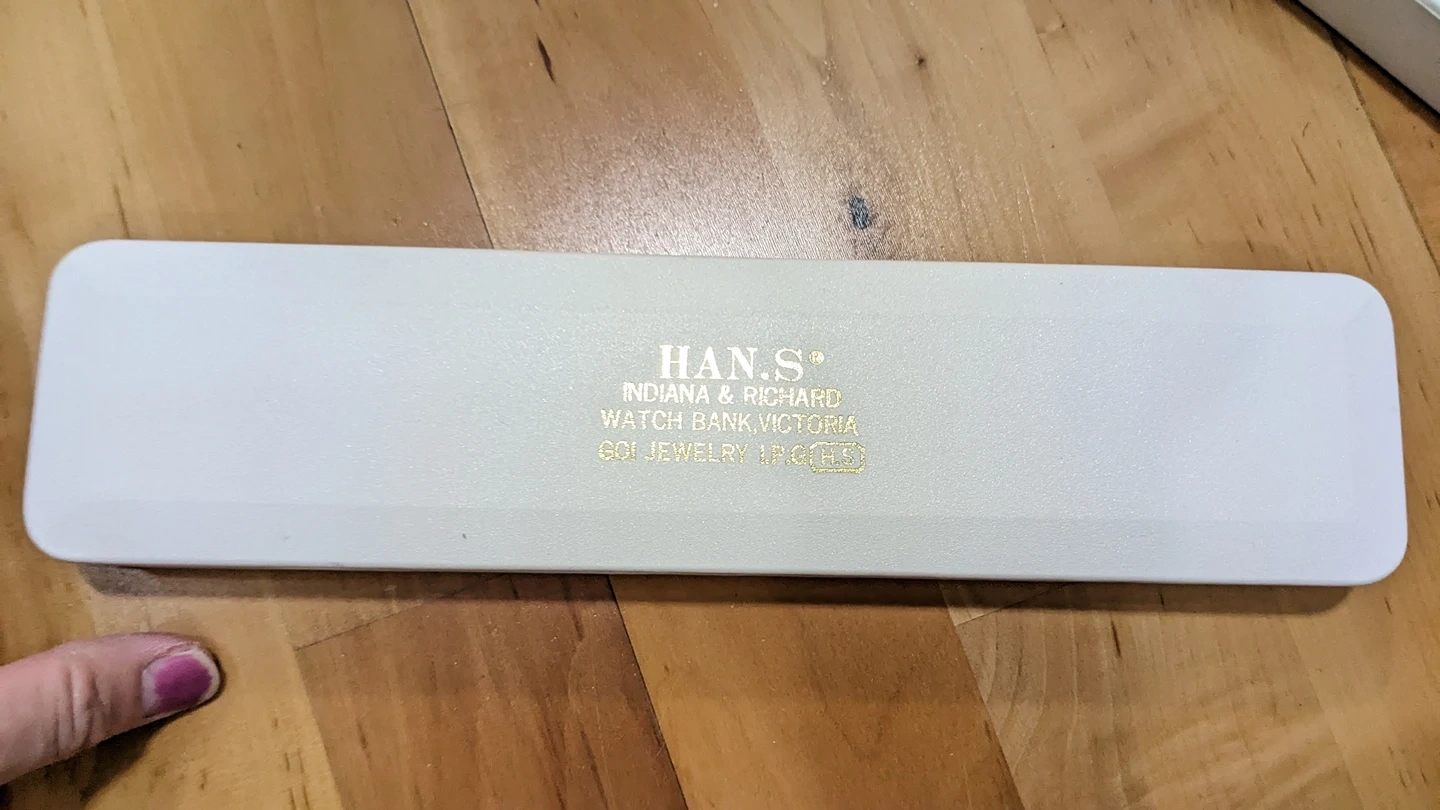 HAN.S®
INDIANA & RICHARD
WATCH BANK,VICTORIA
GOI JEWELRY I.P.G H.S